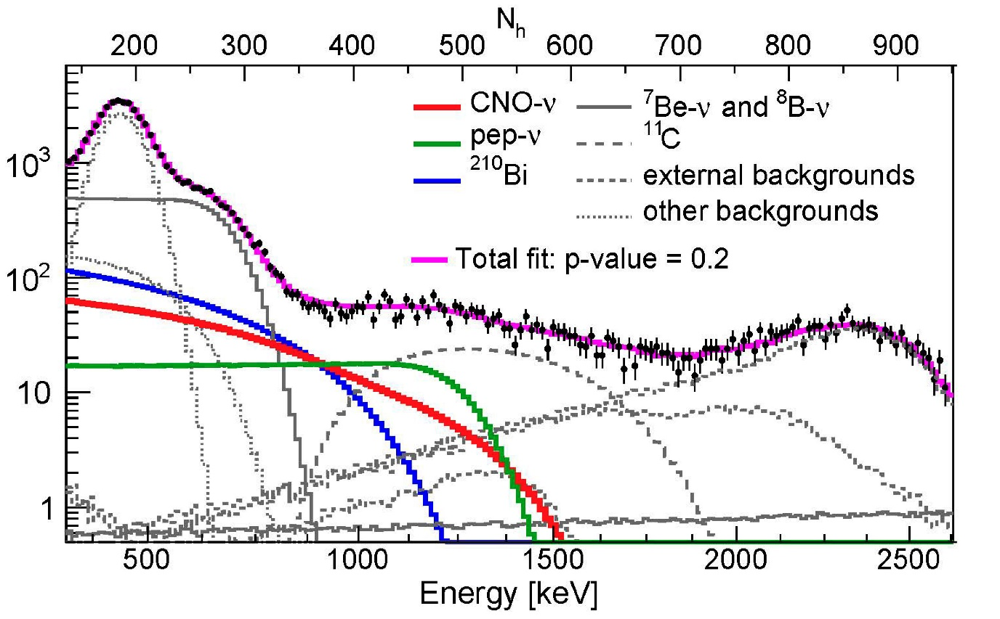 N_h
200 300 400 500 600 700 800 900
CNO-ν
pep-ν
²¹⁰Bi
⁷Be-ν and ⁸B-ν
¹¹C
external backgrounds
other backgrounds
Total fit: p-value = 0.2
10³
10²
10
1
500 1000 1500 2000 2500
Energy [keV]